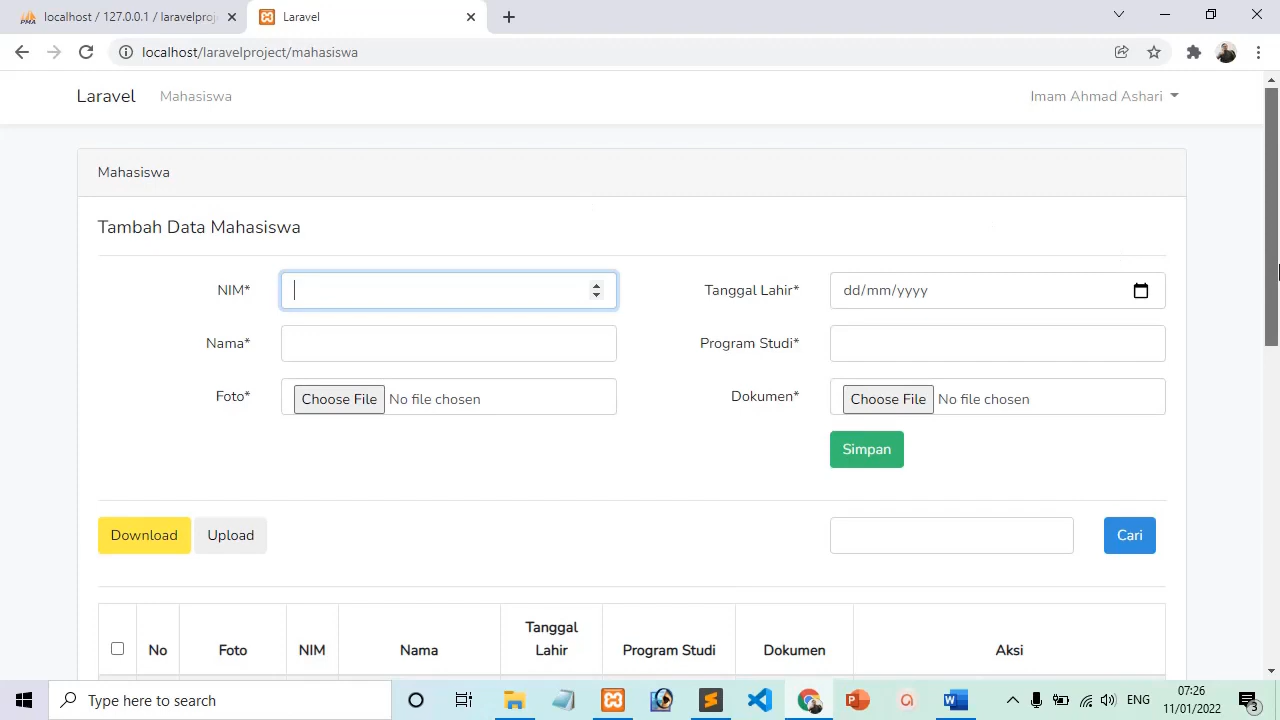 localhost / 127.0.0.1 / laravelproj
Laravel
localhost/laravelproject/mahasiswa
Laravel Mahasiswa Imam Ahmad Ashari
Mahasiswa
Tambah Data Mahasiswa
NIM* Tanggal Lahir* dd/mm/yyyy
Nama* Program Studi*
Foto* Choose File No file chosen Dokumen* Choose File No file chosen
Simpan
Download Upload Cari
No Foto NIM Nama Tanggal Lahir Program Studi Dokumen Aksi
Type here to search ENG 07:26
11/01/2022
3